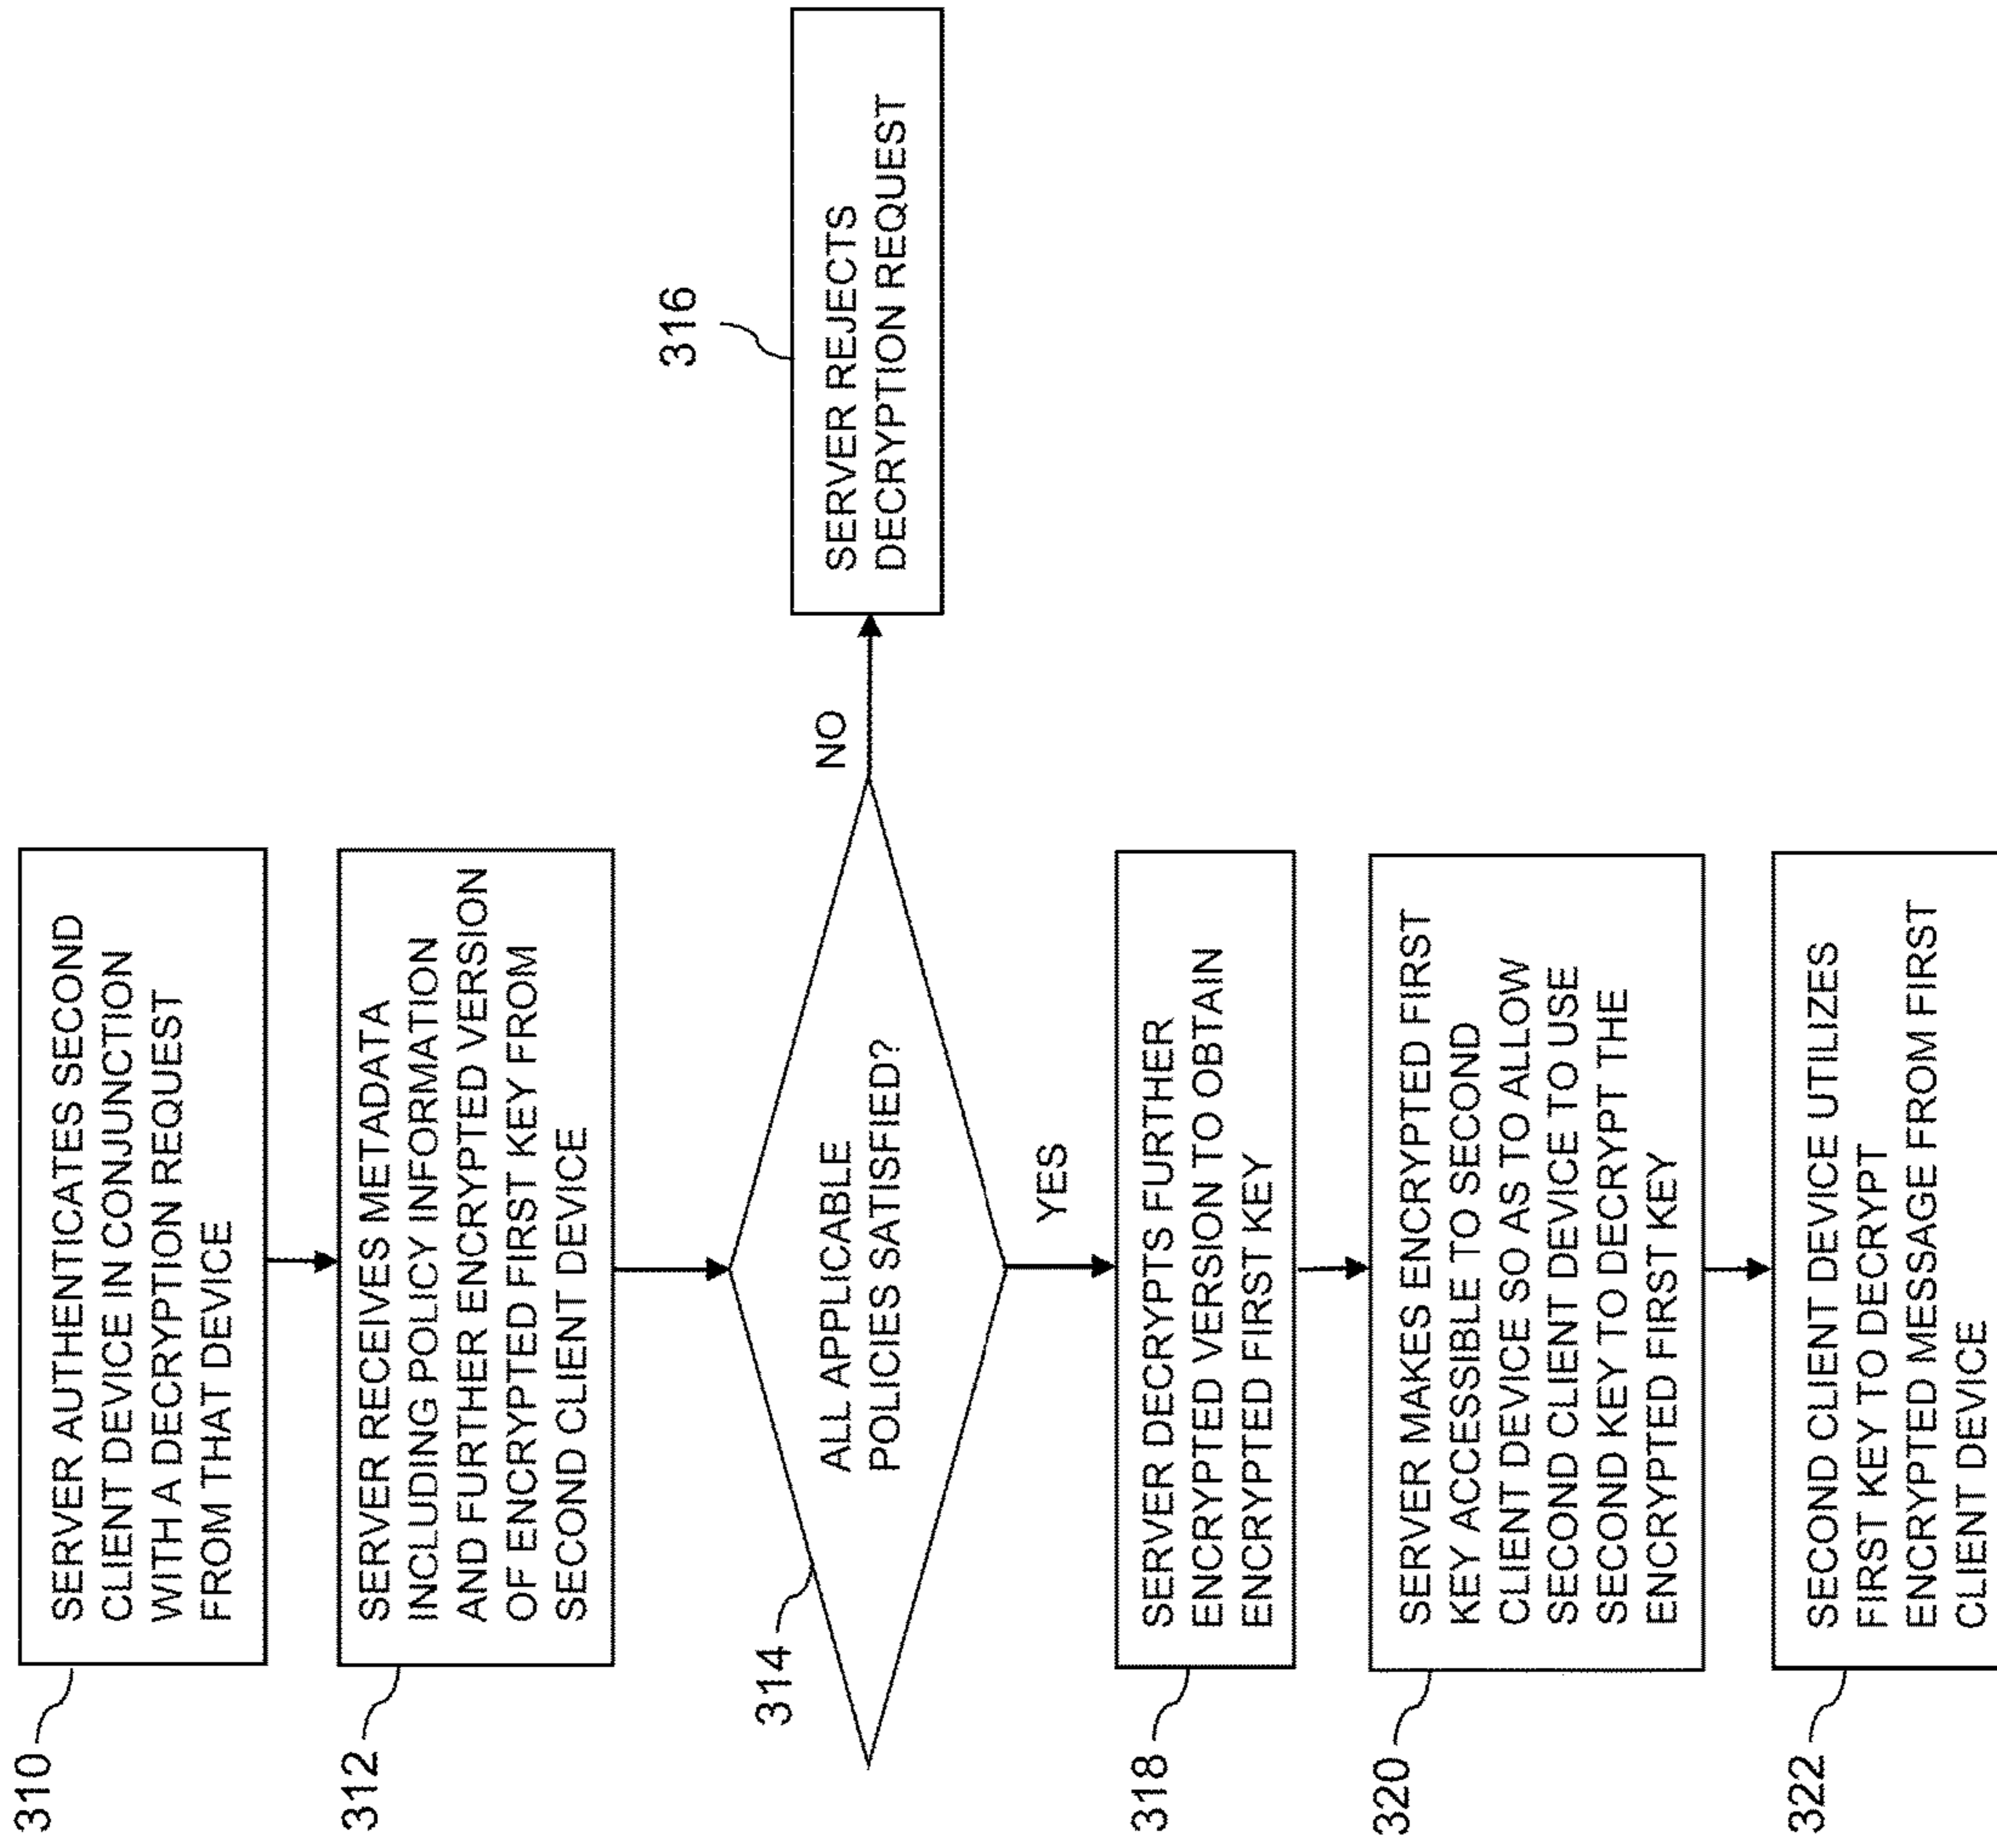 310
SERVER AUTHENTICATES SECOND
CLIENT DEVICE IN CONJUNCTION
WITH A DECRYPTION REQUEST
FROM THAT DEVICE
312
SERVER RECEIVES METADATA
INCLUDING POLICY INFORMATION
AND FURTHER ENCRYPTED VERSION
OF ENCRYPTED FIRST KEY FROM
SECOND CLIENT DEVICE
314
ALL APPLICABLE
POLICIES SATISFIED?
NO
316
SERVER REJECTS
DECRYPTION REQUEST
YES
318
SERVER DECRYPTS FURTHER
ENCRYPTED VERSION TO OBTAIN
ENCRYPTED FIRST KEY
320
SERVER MAKES ENCRYPTED FIRST
KEY ACCESSIBLE TO SECOND
CLIENT DEVICE SO AS TO ALLOW
SECOND CLIENT DEVICE TO USE
SECOND KEY TO DECRYPT THE
ENCRYPTED FIRST KEY
322
SECOND CLIENT DEVICE UTILIZES
FIRST KEY TO DECRYPT
ENCRYPTED MESSAGE FROM FIRST
CLIENT DEVICE